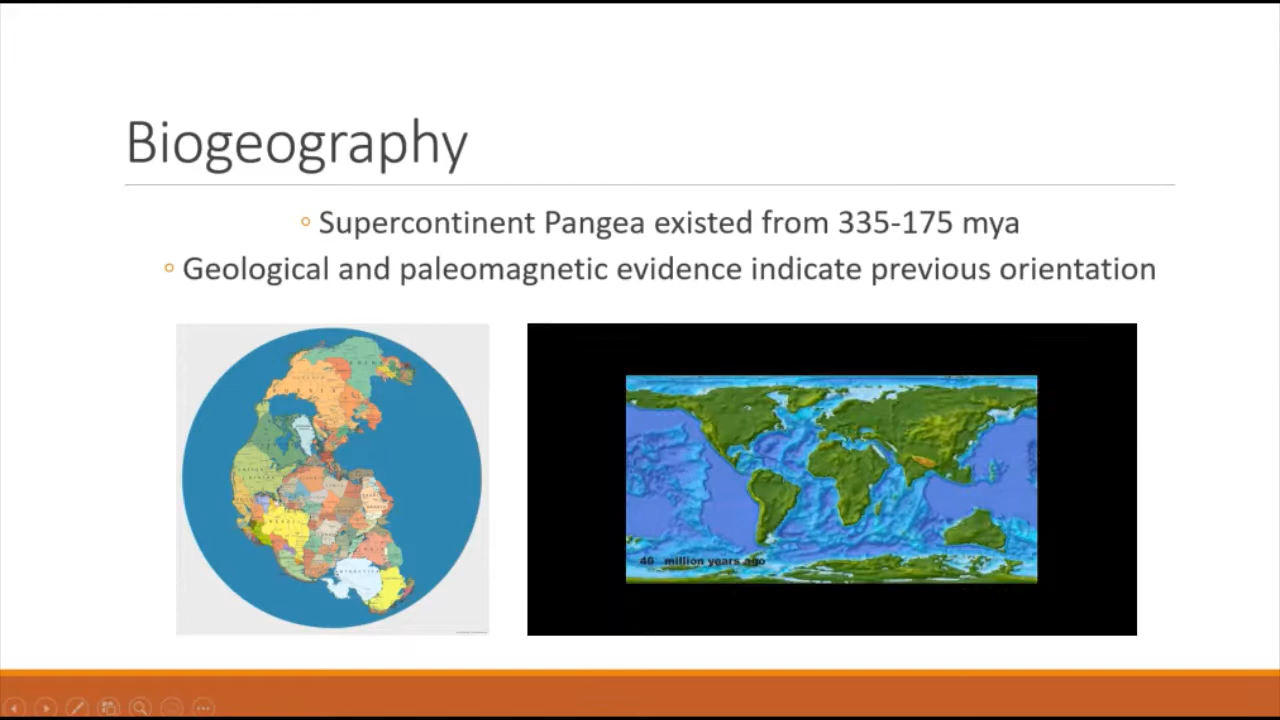 Biogeography
◦ Supercontinent Pangea existed from 335-175 mya
◦ Geological and paleomagnetic evidence indicate previous orientation
ANTARCTICA
40 million years ago